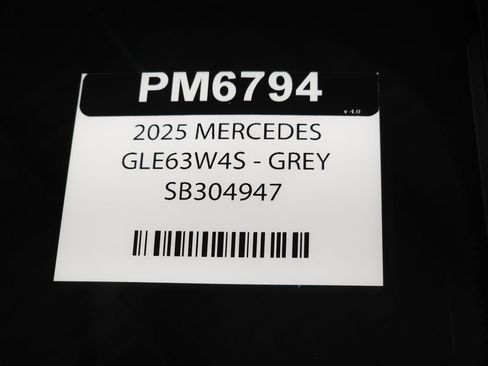 PM6794
v 4.0
2025 MERCEDES
GLE63W4S - GREY
SB304947